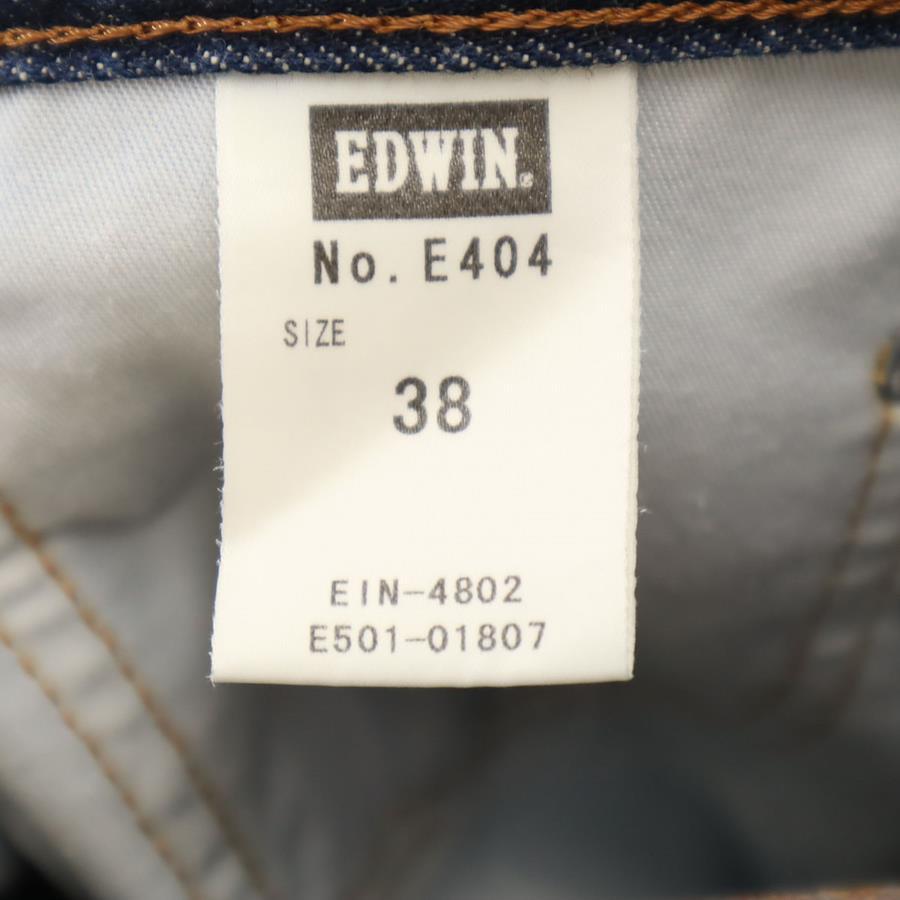 EDWIN®
No. E404
SIZE
38
EIN-4802
E501-01807